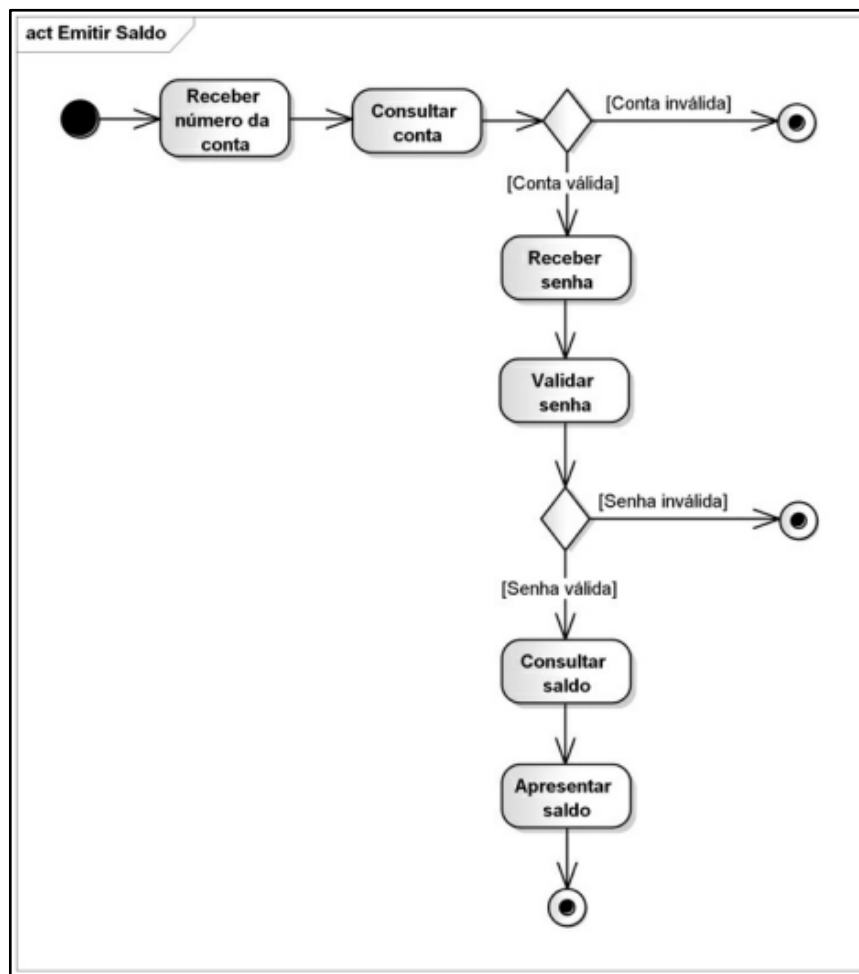 act Emitir Saldo
Receber
número da
conta
Consultar
conta
[Conta inválida]
[Conta válida]
Receber
senha
Validar
senha
[Senha inválida]
[Senha válida]
Consultar
saldo
Apresentar
saldo